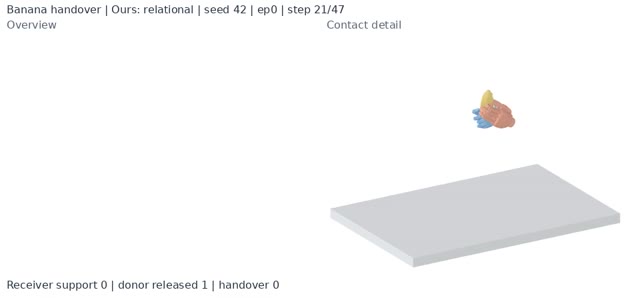 Banana handover | Ours: relational | seed 42 | ep0 | step 21/47
Overview
Contact detail
Receiver support 0 | donor released 1 | handover 0